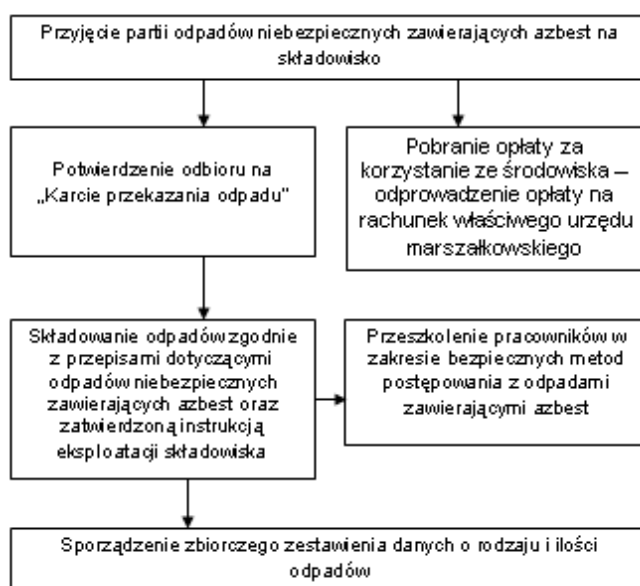 Przyjęcie partii odpadów niebezpiecznych zawierających azbest na
składowisko
Potwierdzenie odbioru na
„Karcie przekazania odpadu”
Pobranie opłaty za
korzystanie ze środowiska –
odprowadzenie opłaty na
rachunek właściwego urzędu
marszałkowskiego
Składowanie odpadów zgodnie
z przepisami dotyczącymi
odpadów niebezpiecznych
zawierających azbest oraz
zatwierdzoną instrukcją
eksploatacji składowiska
Przeszkolenie pracowników w
zakresie bezpiecznych metod
postępowania z odpadami
zawierającymi azbest
Sporządzenie zbiorczego zestawienia danych o rodzaju i ilości
odpadów